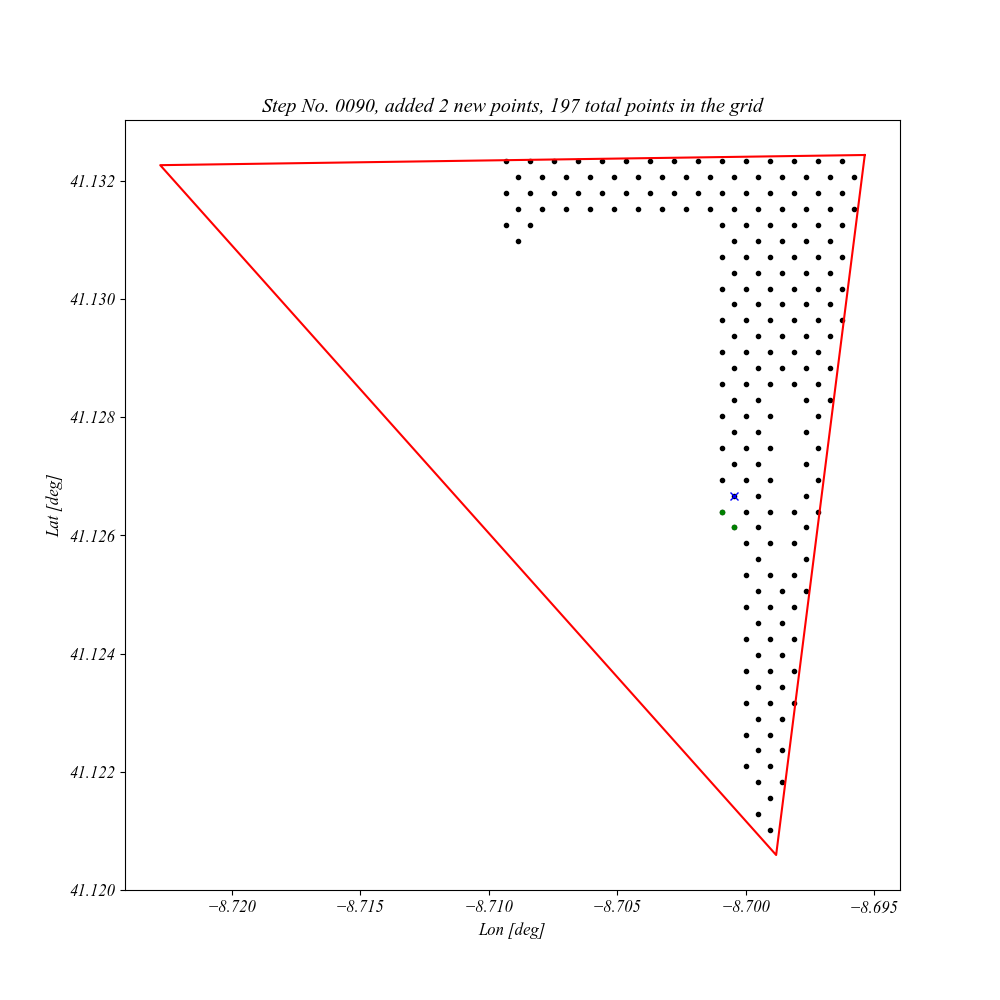 Step No. 0090, added 2 new points, 197 total points in the grid
41.132
41.130
41.128
41.126
41.124
41.122
41.120
Lat [deg]
−8.720 −8.715 −8.710 −8.705 −8.700 −8.695
Lon [deg]